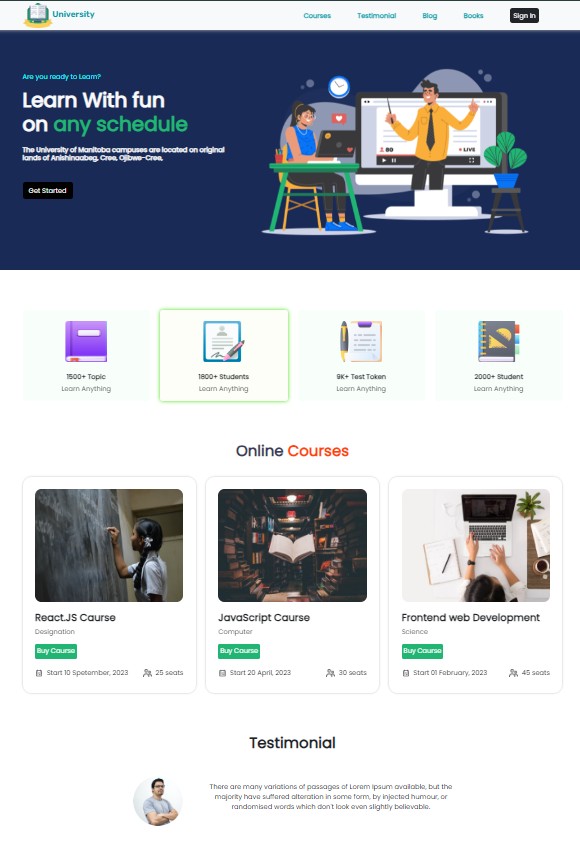 University
Courses
Testimonial
Blog
Books
Sign In
Are you ready to Learn?
Learn With fun
on any schedule
The University of Manitoba campuses are located on original
lands of Anishinaabeg, Cree, Ojibwe-Cree,
Get Started
80
LIVE
1500+ Topic
Learn Anything
1800+ Students
Learn Anything
9K+ Test Token
Learn Anything
2000+ Student
Learn Anything
Online Courses
React.JS Caurse
Designation
Buy Caurse
Start 10 Spetember, 2023
25 seats
JavaScript Caurse
Computer
Buy Caurse
Start 20 April, 2023
30 seats
Frontend web Development
Science
Buy Caurse
Start 01 February, 2023
45 seats
Testimonial
There are many variations of passages of Lorem Ipsum available, but the
majority have suffered alteration in some form, by injected humour, or
randomised words which don't look even slightly believable.